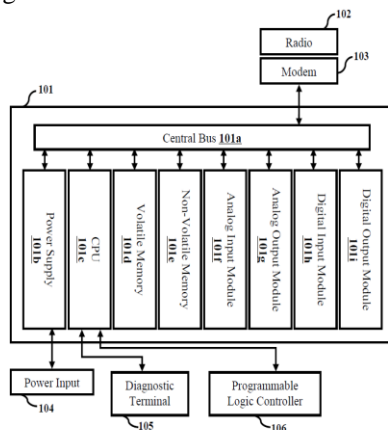 102
Radio
103
Modem
101
Central Bus 101a
Power Supply
101b
CPU
101c
Volatile Memory
101d
Non-Volatile Memory
101e
Analog Input Module
101f
Analog Output Module
101g
Digital Input Module
101h
Digital Output Module
101i
Power Input
104
Diagnostic
Terminal
105
Programmable
Logic Controller
106